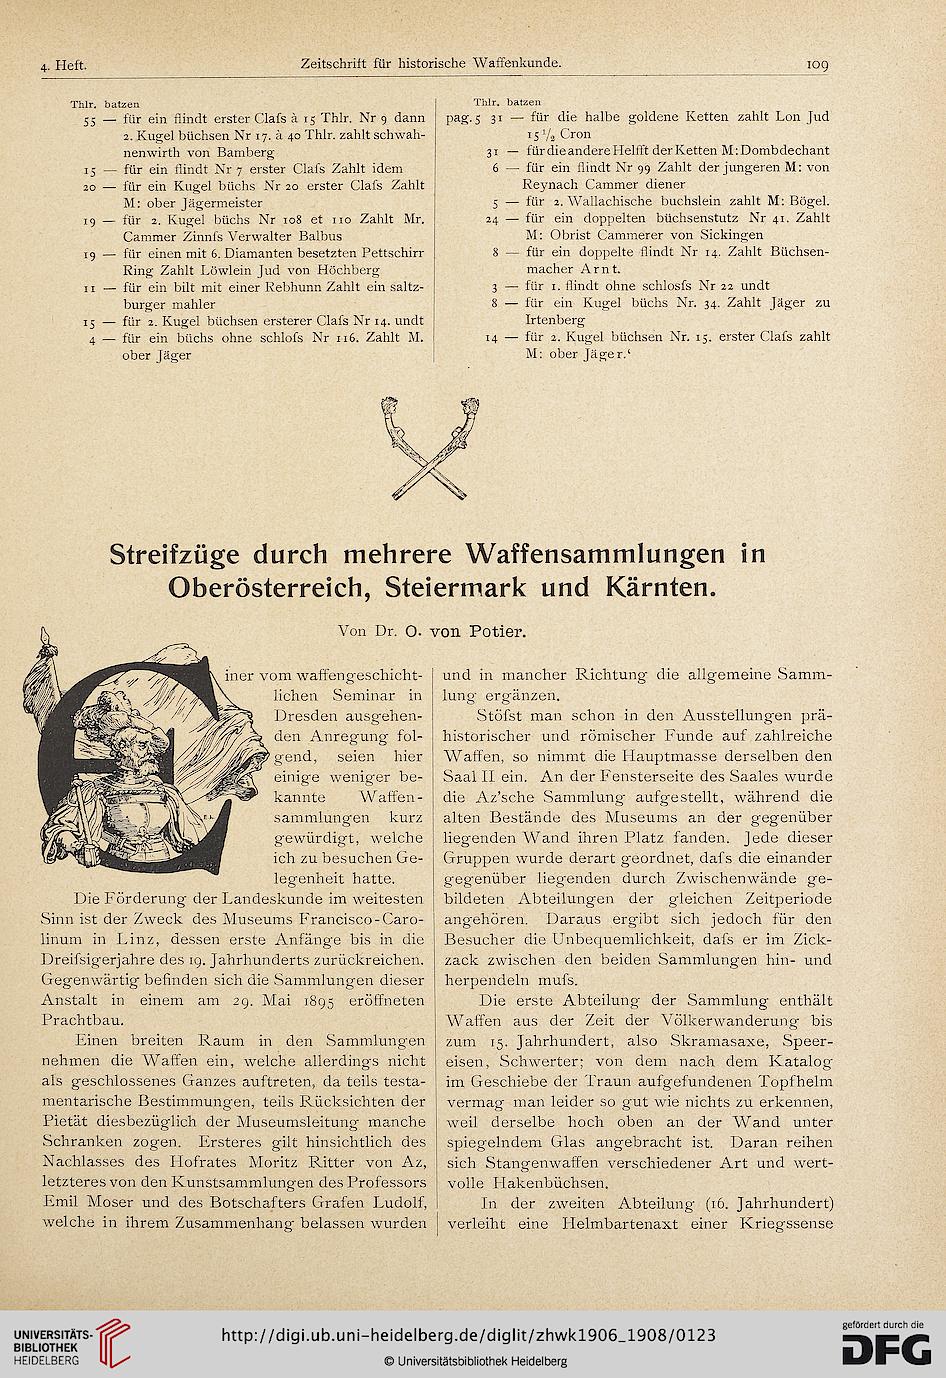 4. Heft.
Zeitschrift für historische Waffenkunde.
109
Thlr. batzen
55 — für ein flindt erster Clafs à 15 Thlr. Nr 9 dann
2. Kugel büchsen Nr 17. à 40 Thlr. zahlt schwah-
nenwirth von Bamberg
15 — für ein flindt Nr 7 erster Clafs Zahlt idem
20 — für ein Kugel büchs Nr 20 erster Clafs Zahlt
M: ober Jägermeister
19 — für 2. Kugel büchs Nr 108 et 110 Zahlt Mr.
Cammer Zinnfs Verwalter Balbus
19 — für einen mit 6. Diamanten besetzten Pettschirr
Ring Zahlt Löwlein Jud von Höchberg
11 — für ein bilt mit einer Rebhunn Zahlt ein saltz-
burger mahler
15 — für 2. Kugel büchsen ersterer Clafs Nr 14. undt
4 — für ein büchs ohne schlofs Nr 116. Zahlt M.
ober Jäger
Thlr. batzen
pag. 5 31 — für die halbe goldene Ketten zahlt Lon Jud
15 1/2 Cron
31 — für die andere Helfft der Ketten M: Dombdechant
6 — für ein flindt Nr 99 Zahlt der jungeren M: von
Reynach Cammer diener
5 — für 2. Wallachische buchslein zahlt M: Bögel.
24 — für ein doppelten büchsenstutz Nr 41. Zahlt
M: Obrist Cammerer von Sickingen
8 — für ein doppelte flindt Nr 14. Zahlt Büchsen-
macher Arnt.
3 — für 1. flindt ohne schlosfs Nr 22 undt
8 — für ein Kugel büchs Nr. 34. Zahlt Jäger zu
Irtenberg
14 — für 2. Kugel büchsen Nr. 15. erster Clafs zahlt
M: ober Jäger.‘
Streifzüge durch mehrere Waffensammlungen in
Oberösterreich, Steiermark und Kärnten.
Von Dr. O. von Potier.
Einer vom waffengeschicht-
lichen Seminar in
Dresden ausgehen-
den Anregung fol-
gend, seien hier
einige weniger be-
kannte Waffen-
sammlungen kurz
gewürdigt, welche
ich zu besuchen Ge-
legenheit hatte.
Die Förderung der Landeskunde im weitesten
Sinn ist der Zweck des Museums Francisco-Caro-
linum in Linz, dessen erste Anfänge bis in die
Dreifsigerjahre des 19. Jahrhunderts zurückreichen.
Gegenwärtig befinden sich die Sammlungen dieser
Anstalt in einem am 29. Mai 1895 eröffneten
Prachtbau.
Einen breiten Raum in den Sammlungen
nehmen die Waffen ein, welche allerdings nicht
als geschlossenes Ganzes auftreten, da teils testa-
mentarische Bestimmungen, teils Rücksichten der
Pietät diesbezüglich der Museumsleitung manche
Schranken zogen. Ersteres gilt hinsichtlich des
Nachlasses des Hofrates Moritz Ritter von Az,
letzteres von den Kunstsammlungen des Professors
Emil Moser und des Botschafters Grafen Ludolf,
welche in ihrem Zusammenhang belassen wurden
und in mancher Richtung die allgemeine Samm-
lung ergänzen.
Stöfst man schon in den Ausstellungen prä-
historischer und römischer Funde auf zahlreiche
Waffen, so nimmt die Hauptmasse derselben den
Saal II ein. An der Fensterseite des Saales wurde
die Az'sche Sammlung aufgestellt, während die
alten Bestände des Museums an der gegenüber
liegenden Wand ihren Platz fanden. Jede dieser
Gruppen wurde derart geordnet, dafs die einander
gegenüber liegenden durch Zwischenwände ge-
bildeten Abteilungen der gleichen Zeitperiode
angehören. Daraus ergibt sich jedoch für den
Besucher die Unbequemlichkeit, dafs er im Zick-
zack zwischen den beiden Sammlungen hin- und
herpendeln mufs.
Die erste Abteilung der Sammlung enthält
Waffen aus der Zeit der Völkerwanderung bis
zum 15. Jahrhundert, also Skramasaxe, Speer-
eisen, Schwerter; von dem nach dem Katalog
im Geschiebe der Traun aufgefundenen Topfhelm
vermag man leider so gut wie nichts zu erkennen,
weil derselbe hoch oben an der Wand unter
spiegelndem Glas angebracht ist. Daran reihen
sich Stangenwaffen verschiedener Art und wert-
volle Hakenbüchsen.
In der zweiten Abteilung (16. Jahrhundert)
verleiht eine Helmbartenaxt einer Kriegssense
UNIVERSITÄTS-
BIBLIOTHEK
HEIDELBERG
http://digi.ub.uni-heidelberg.de/diglit/zhwk1906_1908/0123
© Universitätsbibliothek Heidelberg
gefördert durch die
DFG